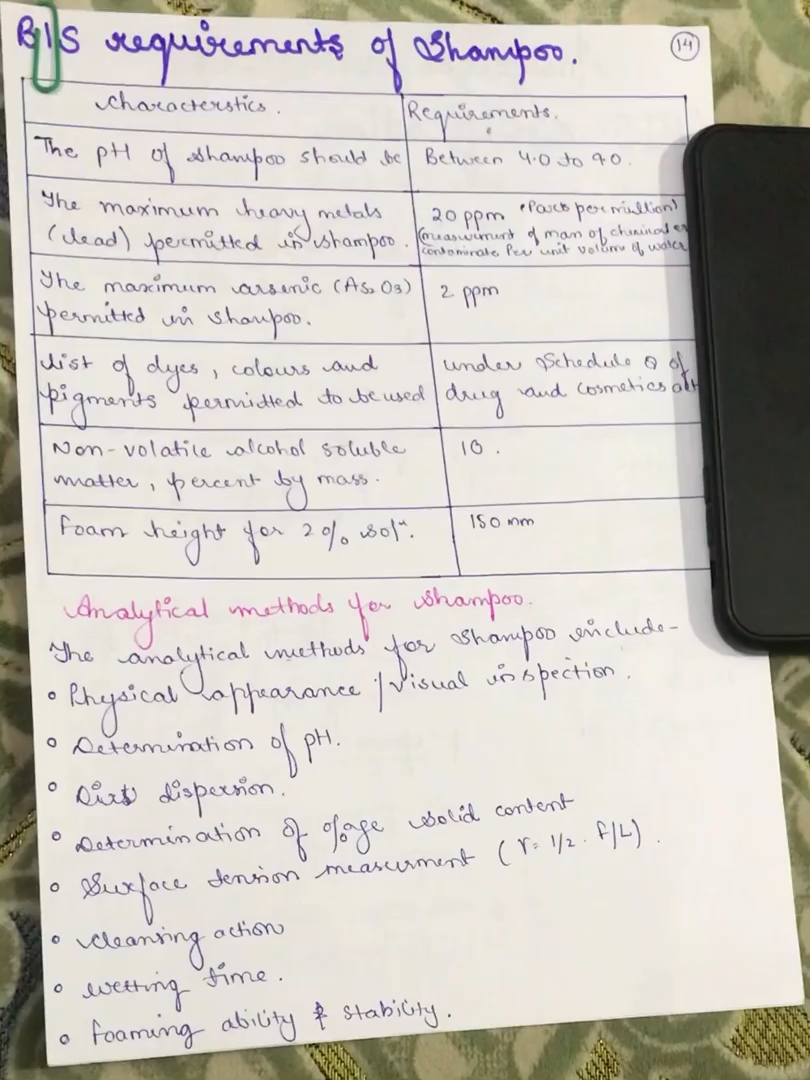 BIS requirements of Shampoo.
14
Characterstics.
Requirements.
The pH of shampoo should be
Between 4.0 to 9.0.
The maximum heavy metals
(lead) permitted in shampoo.
20 ppm (Parts per million)
(measurment of man of chemical or
contaminate Per unit volume of water
The maximum arsenic (As2O3)
permitted in shampoo.
2 ppm
List of dyes, colours and
pigments permitted to be used
under Schedule Q of
drug and cosmetics act
Non-volatile alcohol soluble
matter, percent by mass.
10.
Foam height for 2% solⁿ.
150 mm
Analytical methods for shampoo.
The analytical methods for shampoo include-
• Physical appearance / visual inspection.
• Determination of pH.
• Dirt dispersion.
• Determination of %age solid content
• Surface tension measurment (r= 1/2. F/L).
• cleansing action
• wetting time.
• foaming ability & stability.